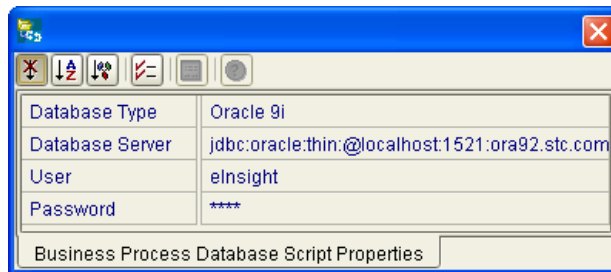 Database Type Oracle 9i
Database Server jdbc:oracle:thin:@localhost:1521:ora92.stc.com
User eInsight
Password ****
Business Process Database Script Properties